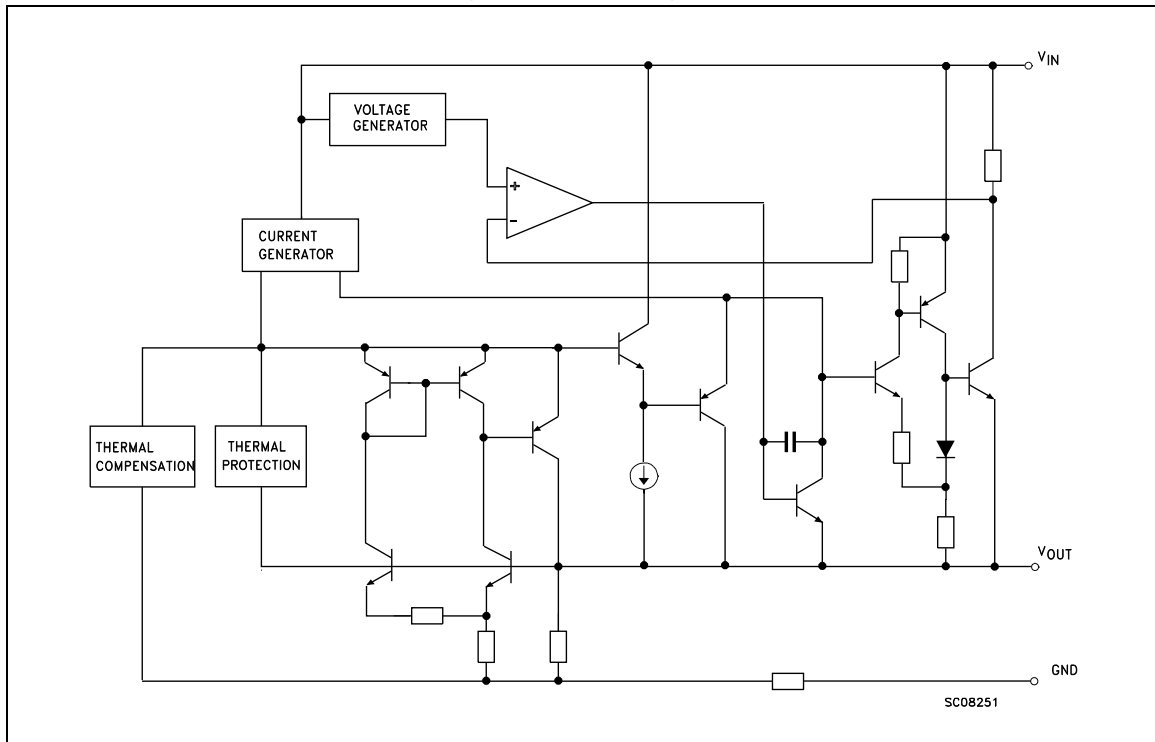 VIN
VOLTAGE
GENERATOR
+
-
CURRENT
GENERATOR
THERMAL
COMPENSATION
THERMAL
PROTECTION
VOUT
GND
SC08251